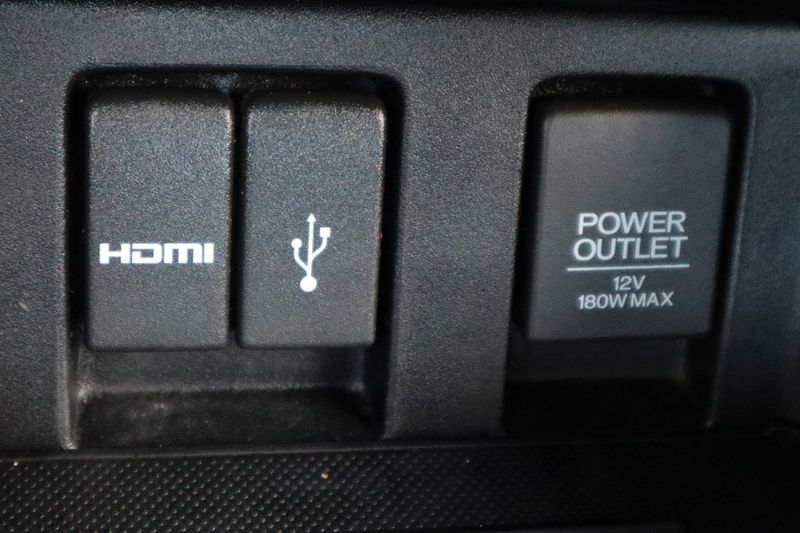 HDMI
POWER
OUTLET
12V
180W MAX